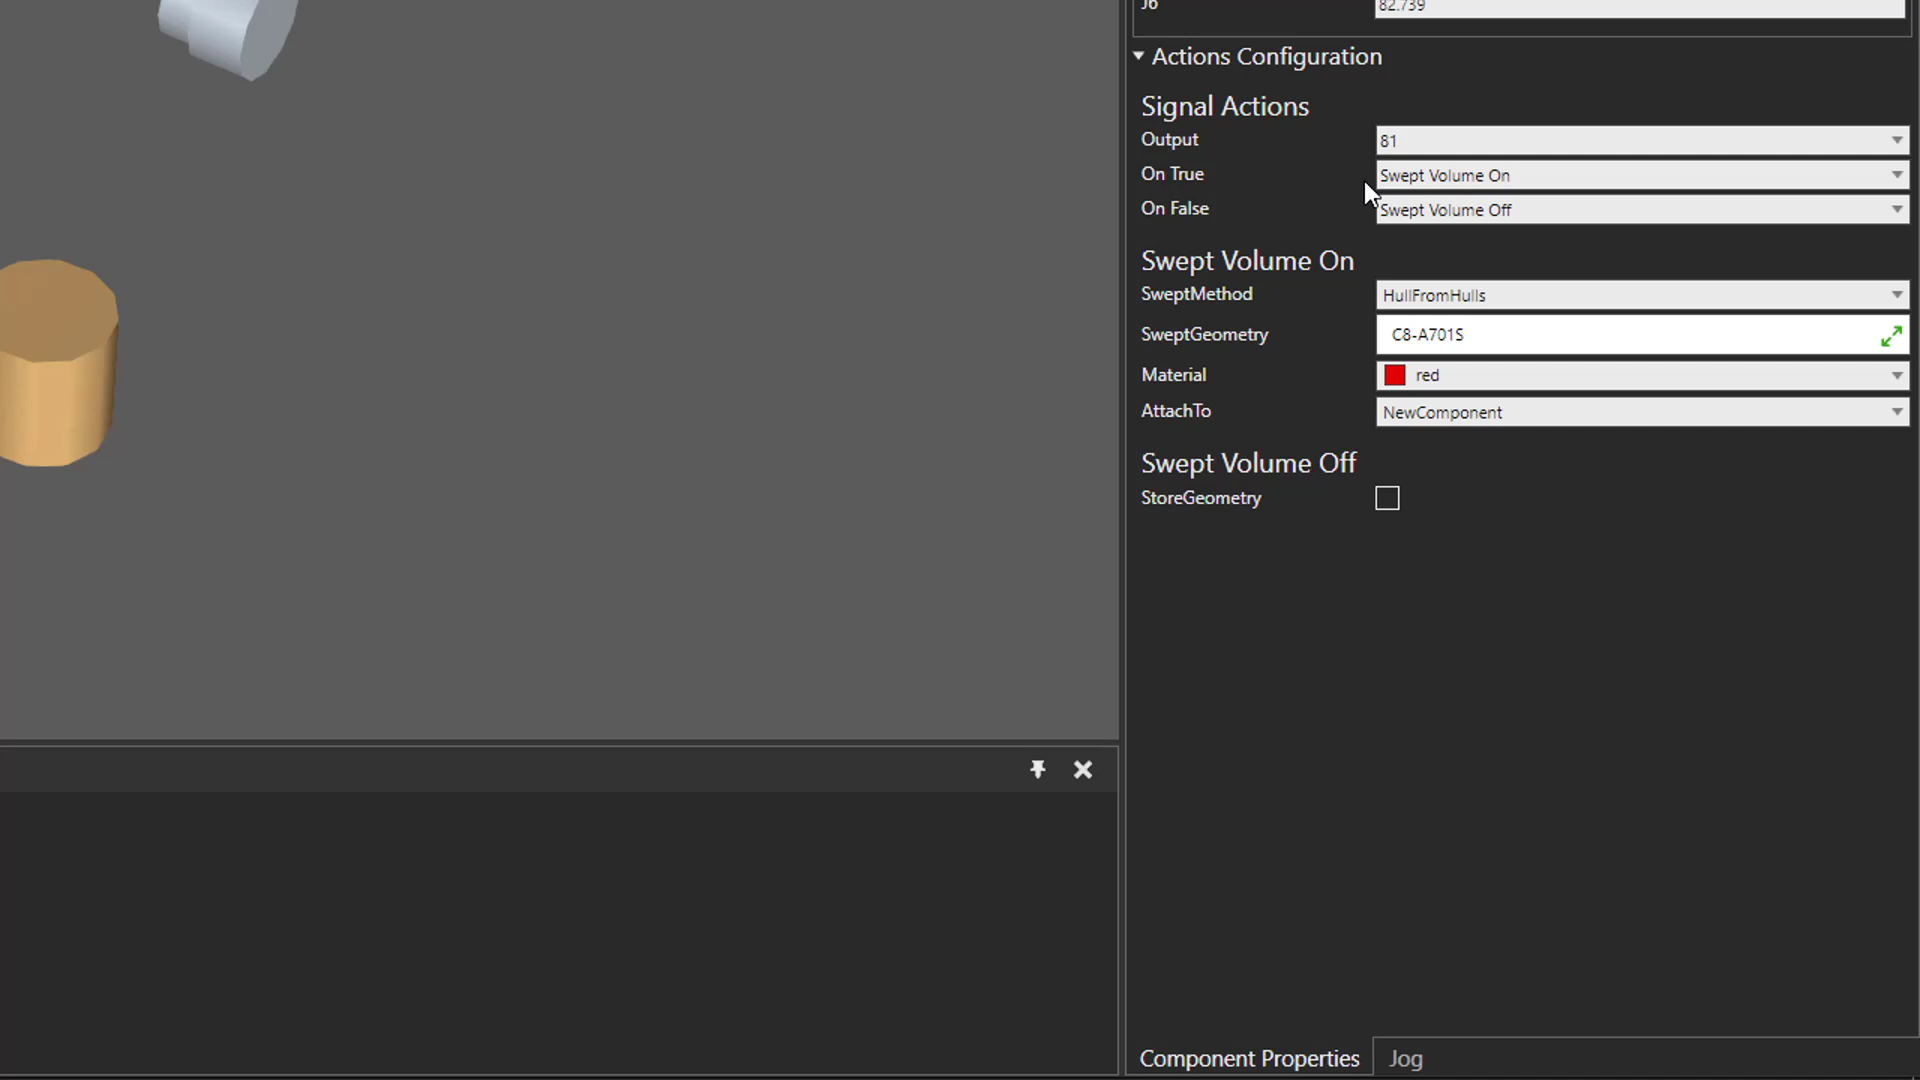 J6 82.739
Actions Configuration
Signal Actions
Output 81
On True Swept Volume On
On False Swept Volume Off
Swept Volume On
SweptMethod HullFromHulls
SweptGeometry C8-A701S
Material red
AttachTo NewComponent
Swept Volume Off
StoreGeometry
Component Properties Jog